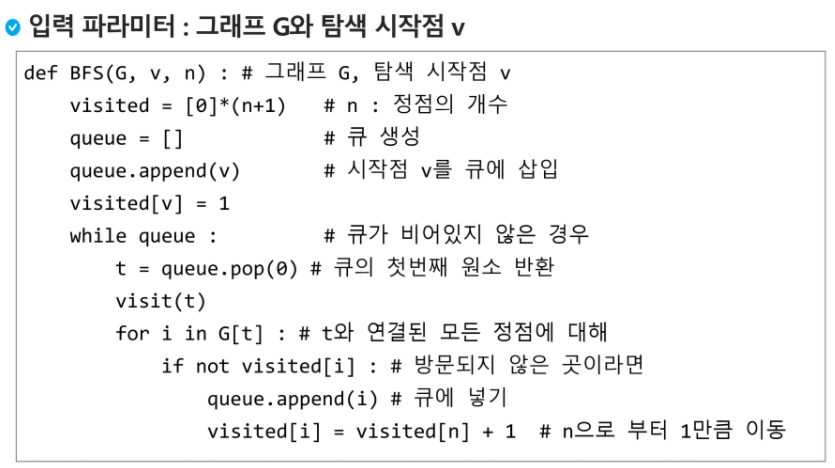 입력 파라미터 : 그래프 G와 탐색 시작점 v
def BFS(G, v, n) : # 그래프 G, 탐색 시작점 v
    visited = [0]*(n+1)   # n : 정점의 개수
    queue = []            # 큐 생성
    queue.append(v)       # 시작점 v를 큐에 삽입
    visited[v] = 1
    while queue :         # 큐가 비어있지 않은 경우
        t = queue.pop(0) # 큐의 첫번째 원소 반환
        visit(t)
        for i in G[t] : # t와 연결된 모든 정점에 대해
            if not visited[i] : # 방문되지 않은 곳이라면
                queue.append(i) # 큐에 넣기
                visited[i] = visited[n] + 1  # n으로 부터 1만큼 이동